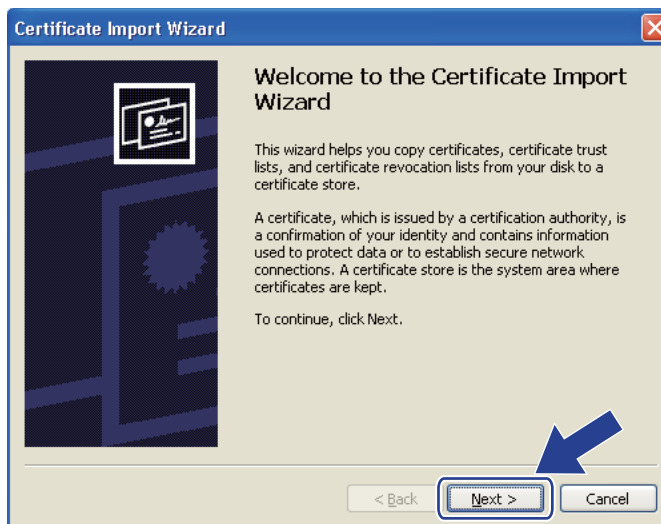 Certificate Import Wizard
Welcome to the Certificate Import
Wizard
This wizard helps you copy certificates, certificate trust
lists, and certificate revocation lists from your disk to a
certificate store.
A certificate, which is issued by a certification authority, is
a confirmation of your identity and contains information
used to protect data or to establish secure network
connections. A certificate store is the system area where
certificates are kept.
To continue, click Next.
< Back
Next >
Cancel